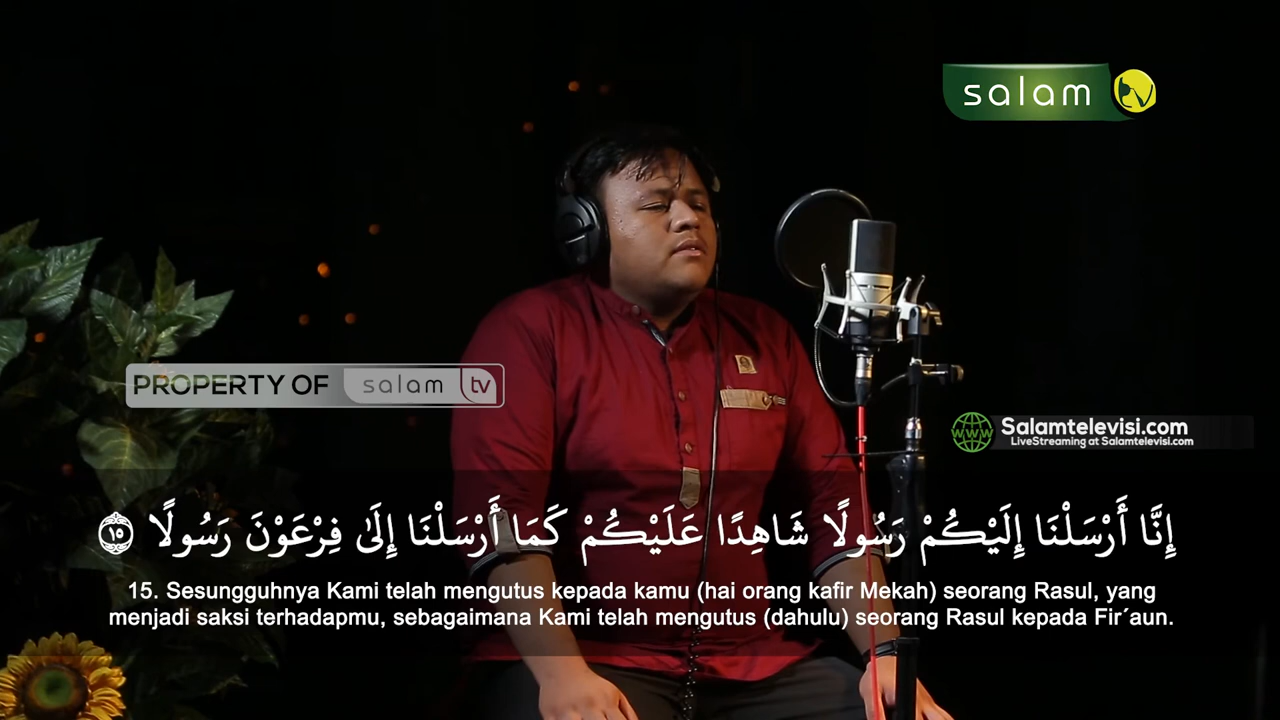 salam tv
PROPERTY OF salam tv
www Salamtelevisi.com
LiveStreaming at Salamtelevisi.com
إِنَّا أَرْسَلْنَا إِلَيْكُمْ رَسُولًا شَاهِدًا عَلَيْكُمْ كَمَا أَرْسَلْنَا إِلَىٰ فِرْعَوْنَ رَسُولًا ١٥
15. Sesungguhnya Kami telah mengutus kepada kamu (hai orang kafir Mekah) seorang Rasul, yang
menjadi saksi terhadapmu, sebagaimana Kami telah mengutus (dahulu) seorang Rasul kepada Fir´aun.